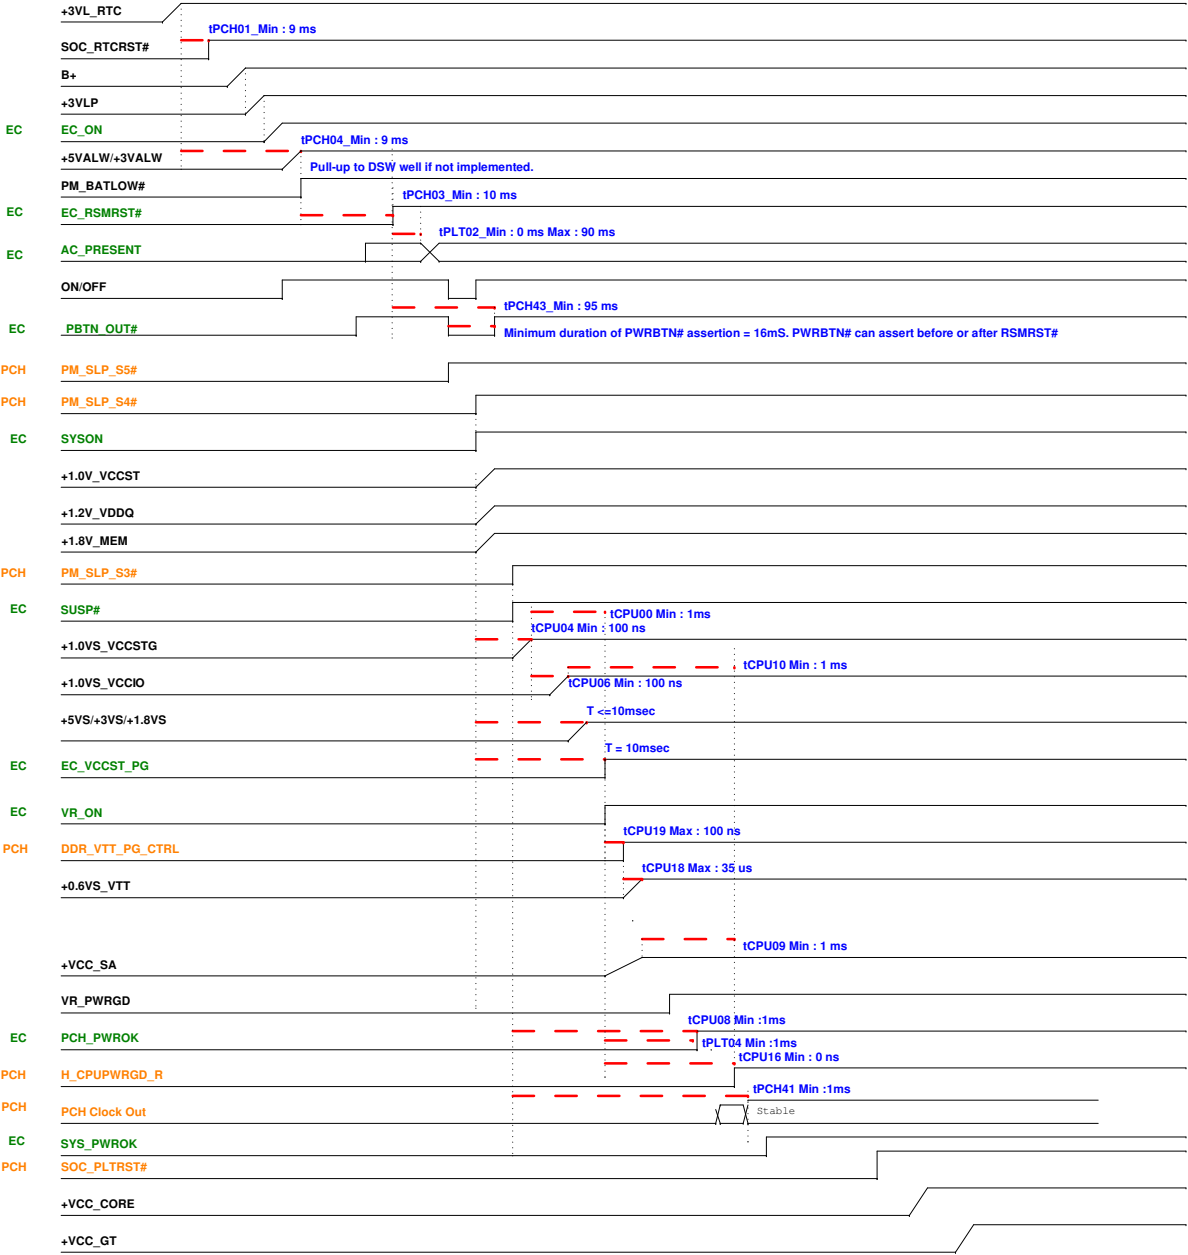 +3VL_RTC
tPCH01_Min : 9 ms
SOC_RTCRST#
B+
+3VLP
EC EC_ON
tPCH04_Min : 9 ms
+5VALW/+3VALW
Pull-up to DSW well if not implemented.
PM_BATLOW#
tPCH03_Min : 10 ms
EC EC_RSMRST#
tPLT02_Min : 0 ms Max : 90 ms
EC AC_PRESENT
ON/OFF
tPCH43_Min : 95 ms
EC PBTN_OUT#
Minimum duration of PWRBTN# assertion = 16mS. PWRBTN# can assert before or after RSMRST#
PCH PM_SLP_S5#
PCH PM_SLP_S4#
EC SYSON
+1.0V_VCCST
+1.2V_VDDQ
+1.8V_MEM
PCH PM_SLP_S3#
EC SUSP#
tCPU00 Min : 1ms
tCPU04 Min : 100 ns
+1.0VS_VCCSTG
tCPU10 Min : 1 ms
+1.0VS_VCCIO
tCPU06 Min : 100 ns
T <=10msec
+5VS/+3VS/+1.8VS
T = 10msec
EC EC_VCCST_PG
EC VR_ON
tCPU19 Max : 100 ns
PCH DDR_VTT_PG_CTRL
tCPU18 Max : 35 us
+0.6VS_VTT
tCPU09 Min : 1 ms
+VCC_SA
VR_PWRGD
tCPU08 Min :1ms
EC PCH_PWROK
tPLT04 Min :1ms
tCPU16 Min : 0 ns
PCH H_CPUPWRGD_R
tPCH41 Min :1ms
PCH PCH Clock Out
Stable
EC SYS_PWROK
PCH SOC_PLTRST#
+VCC_CORE
+VCC_GT